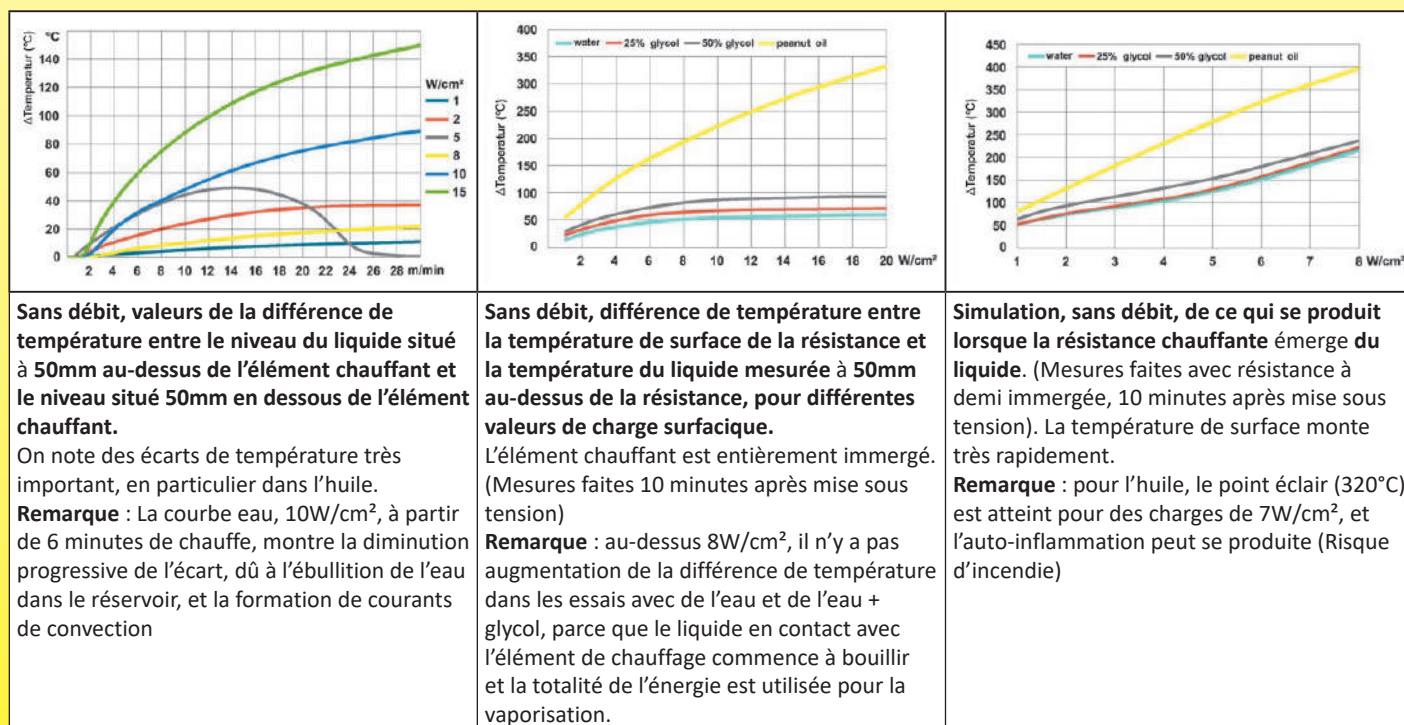 ΔTemperatur (°C)
°C
140
120
100
80
60
40
20
0
2 4 6 8 10 12 14 16 18 20 22 24 26 28 m/min
W/cm²
1
2
5
8
10
15
400
350
300
250
200
150
100
50
0
ΔTemperatur (°C)
water 25% glycol 50% glycol peanut oil
2 4 6 8 10 12 14 16 18 20 W/cm²
450
400
350
300
250
200
150
100
50
0
ΔTemperatur (°C)
water 25% glycol 50% glycol peanut oil
1 2 3 4 5 6 7 8 W/cm²
Sans débit, valeurs de la différence de
température entre le niveau du liquide situé
à 50mm au-dessus de l’élément chauffant et
le niveau situé 50mm en dessous de l’élément
chauffant.
On note des écarts de température très
important, en particulier dans l’huile.
Remarque : La courbe eau, 10W/cm², à partir
de 6 minutes de chauffe, montre la diminution
progressive de l’écart, dû à l’ébullition de l’eau
dans le réservoir, et la formation de courants
de convection
Sans débit, différence de température entre
la température de surface de la résistance et
la température du liquide mesurée à 50mm
au-dessus de la résistance, pour différentes
valeurs de charge surfacique.
L’élément chauffant est entièrement immergé.
(Mesures faites 10 minutes après mise sous
tension)
Remarque : au-dessus 8W/cm², il n’y a pas
augmentation de la différence de température
dans les essais avec de l’eau et de l’eau +
glycol, parce que le liquide en contact avec
l’élément de chauffage commence à bouillir
et la totalité de l’énergie est utilisée pour la
vaporisation.
Simulation, sans débit, de ce qui se produit
lorsque la résistance chauffante émerge du
liquide. (Mesures faites avec résistance à
demi immergée, 10 minutes après mise sous
tension). La température de surface monte
très rapidement.
Remarque : pour l’huile, le point éclair (320°C)
est atteint pour des charges de 7W/cm², et
l’auto-inflammation peut se produite (Risque
d’incendie)